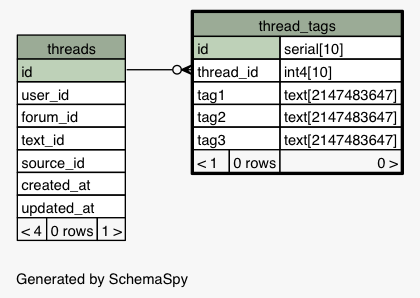 threads
id
user_id
forum_id
text_id
source_id
created_at
updated_at
< 4 0 rows 1 >
thread_tags
id serial[10]
thread_id int4[10]
tag1 text[2147483647]
tag2 text[2147483647]
tag3 text[2147483647]
< 1 0 rows 0 >
Generated by SchemaSpy